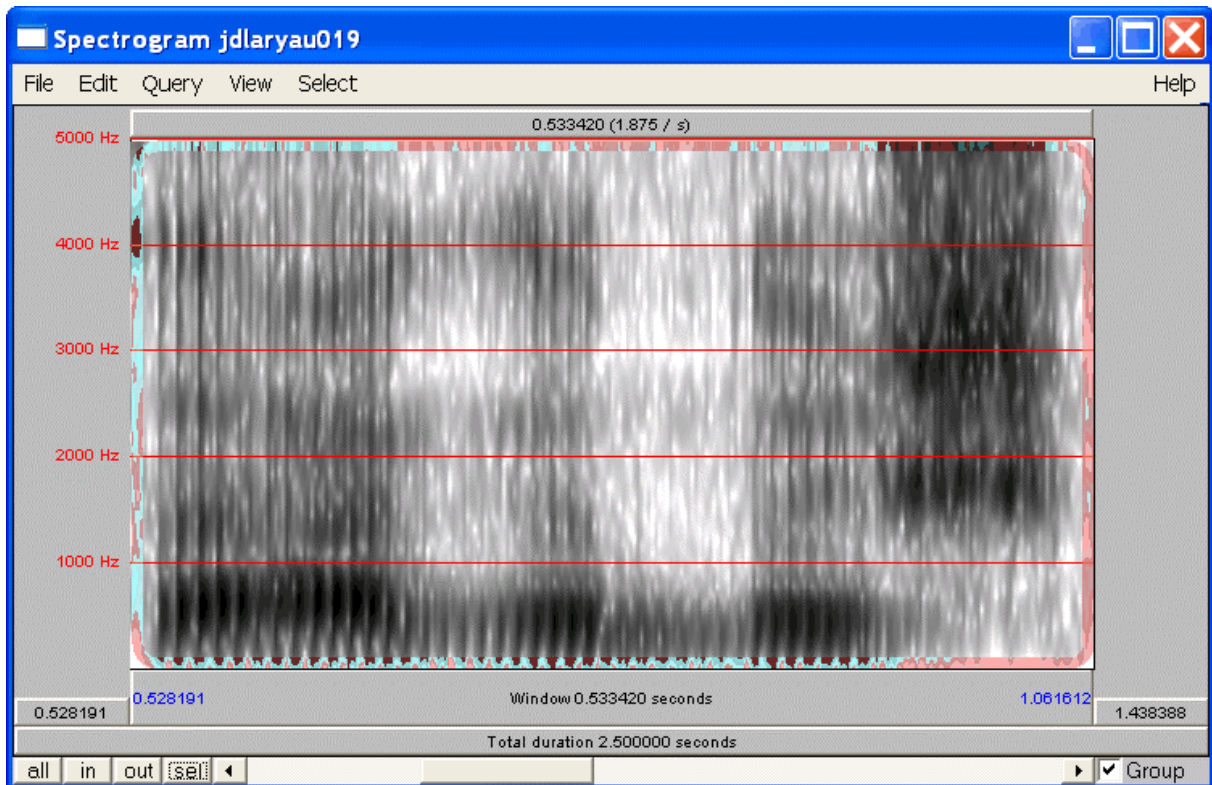 Spectrogram jdlaryau019
File Edit Query View Select Help
0.533420 (1.875 / s)
5000 Hz
4000 Hz
3000 Hz
2000 Hz
1000 Hz
0.528191 Window 0.533420 seconds 1.061612
0.528191 1.438388
Total duration 2.500000 seconds
all in out sel Group